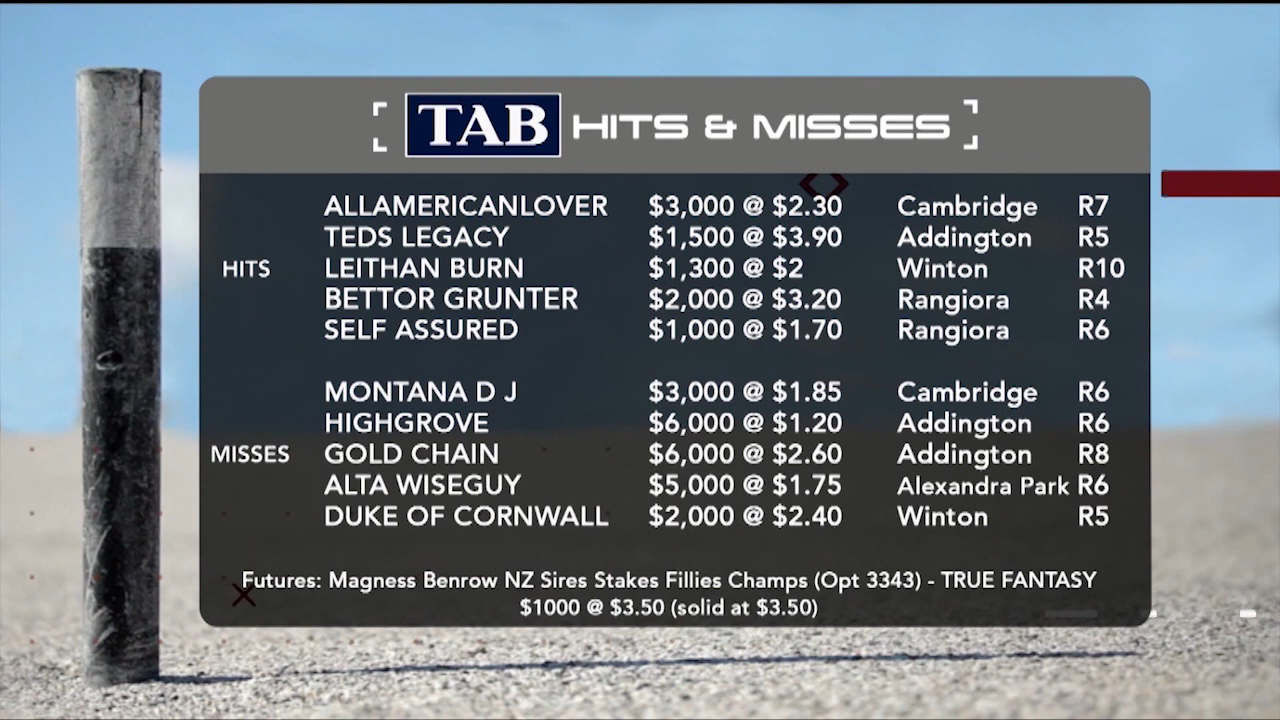 TAB HITS & MISSES
HITS
ALLAMERICANLOVER $3,000 @ $2.30 Cambridge R7
TEDS LEGACY $1,500 @ $3.90 Addington R5
LEITHAN BURN $1,300 @ $2 Winton R10
BETTOR GRUNTER $2,000 @ $3.20 Rangiora R4
SELF ASSURED $1,000 @ $1.70 Rangiora R6
MISSES
MONTANA D J $3,000 @ $1.85 Cambridge R6
HIGHGROVE $6,000 @ $1.20 Addington R6
GOLD CHAIN $6,000 @ $2.60 Addington R8
ALTA WISEGUY $5,000 @ $1.75 Alexandra Park R6
DUKE OF CORNWALL $2,000 @ $2.40 Winton R5
Futures: Magness Benrow NZ Sires Stakes Fillies Champs (Opt 3343) - TRUE FANTASY
$1000 @ $3.50 (solid at $3.50)